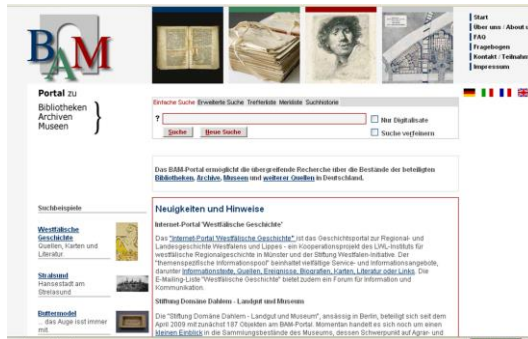 BAM
Portal zu
Bibliotheken
Archiven
Museen
Start
Über uns / About u
FAQ
Fragebogen
Kontakt / Teilnahm
Impressum
Einfache Suche Erweiterte Suche Trefferliste Merkliste Suchhistorie
?
Nur Digitalisate
Suche Neue Suche
Suche verfeinern
Das BAM-Portal ermöglicht die übergreifende Recherche über die Bestände der beteiligten
Bibliotheken, Archive, Museen und weiterer Quellen in Deutschland.
Suchbeispiele
Westfälische
Geschichte
Quellen, Karten und
Literatur.
Stralsund
Hansestadt am
Strelasund
Buttermodel
... das Auge isst immer
mit.
Neuigkeiten und Hinweise
Internet-Portal 'Westfälische Geschichte'
Das "Internet-Portal 'Westfälische Geschichte'" ist das Geschichtsportal zur Regional- und
Landesgeschichte Westfalens und Lippes - ein Kooperationsprojekt des LWL-Instituts für
westfälische Regionalgeschichte in Münster und der Stiftung Westfalen-Initiative. Der
"themenspezifische Informationspool" beinhaltet vielfältige Service- und Informationsangebote,
darunter Informationstexte, Quellen, Ereignisse, Biografien, Karten, Literatur oder Links. Die
E-Mailing-Liste "Westfälische Geschichte" bietet zudem ein Forum für Information und
Kommunikation.
Stiftung Domäne Dahlem - Landgut und Museum
Die "Stiftung Domäne Dahlem - Landgut und Museum", ansässig in Berlin, beteiligt sich seit dem
April 2009 mit zunächst 187 Objekten am BAM-Portal. Momentan handelt es sich noch um einen
kleinen Einblick in die Sammlungsbestände des Museums, dessen Schwerpunkt auf Agrar- und